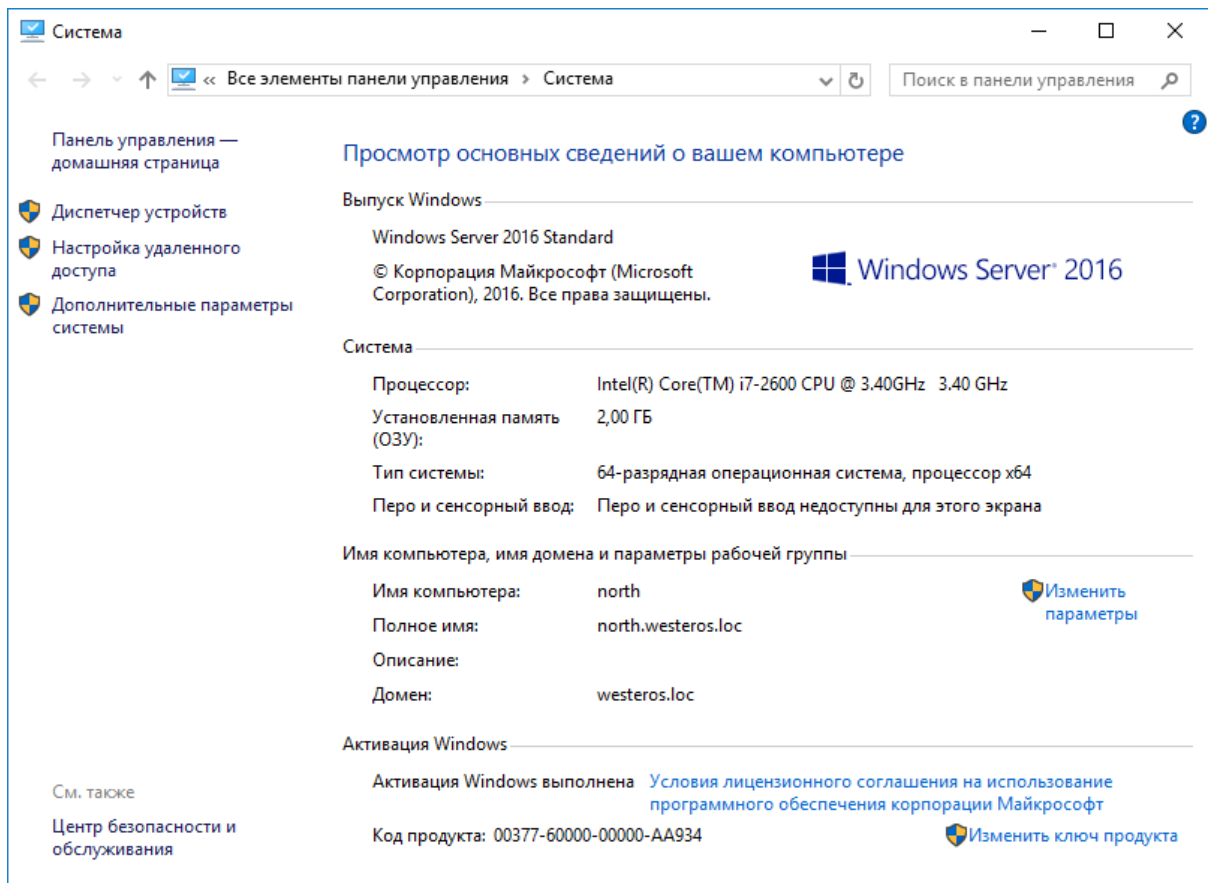 Система
« Все элементы панели управления › Система
Поиск в панели управления
?
Панель управления —
домашняя страница
Диспетчер устройств
Настройка удаленного
доступа
Дополнительные параметры
системы
Просмотр основных сведений о вашем компьютере
Выпуск Windows
Windows Server 2016 Standard
© Корпорация Майкрософт (Microsoft
Corporation), 2016. Все права защищены.
Windows Server® 2016
Система
Процессор: Intel(R) Core(TM) i7-2600 CPU @ 3.40GHz 3.40 GHz
Установленная память 2,00 ГБ
(ОЗУ):
Тип системы: 64-разрядная операционная система, процессор x64
Перо и сенсорный ввод: Перо и сенсорный ввод недоступны для этого экрана
Имя компьютера, имя домена и параметры рабочей группы
Имя компьютера: north Изменить
параметры
Полное имя: north.westeros.loc
Описание:
Домен: westeros.loc
Активация Windows
Активация Windows выполнена Условия лицензионного соглашения на использование
программного обеспечения корпорации Майкрософт
Код продукта: 00377-60000-00000-AA934 Изменить ключ продукта
См. также
Центр безопасности и
обслуживания